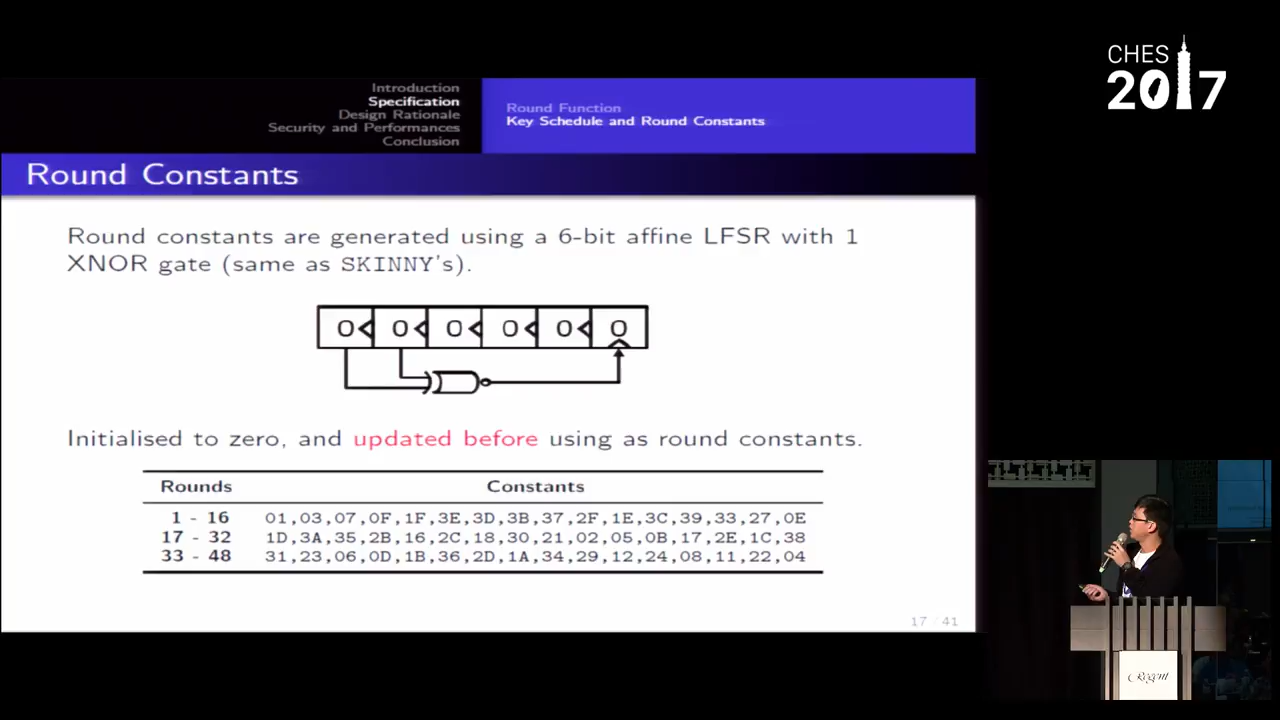 CHES
2017
Introduction
Specification
Design Rationale
Security and Performances
Conclusion
Round Function
Key Schedule and Round Constants
Round Constants
Round constants are generated using a 6-bit affine LFSR with 1
XNOR gate (same as SKINNY's).
0 0 0 0 0 0
Initialised to zero, and updated before using as round constants.
Rounds Constants
1 - 16 01,03,07,0F,1F,3E,3D,3B,37,2F,1E,3C,39,33,27,0E
17 - 32 1D,3A,35,2B,16,2C,18,30,21,02,05,0B,17,2E,1C,38
33 - 48 31,23,06,0D,1B,36,2D,1A,34,29,12,24,08,11,22,04
17 / 41
Regent